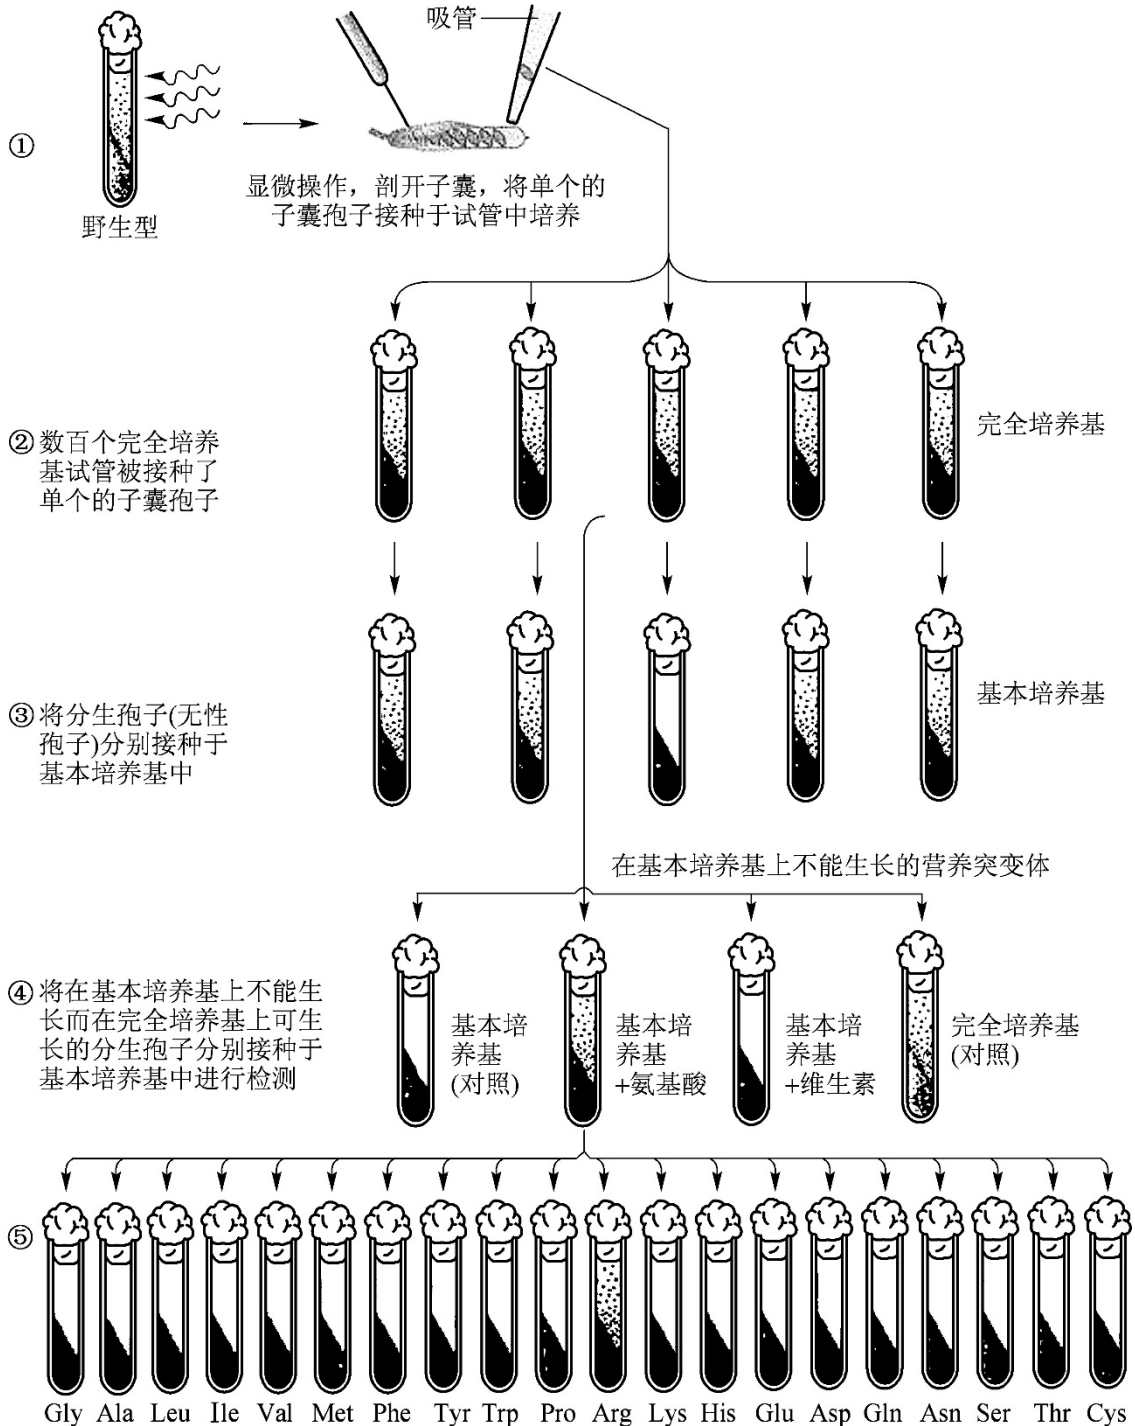 吸管
①
显微操作，剖开子囊，将单个的
子囊孢子接种于试管中培养
野生型
完全培养基
②数百个完全培养
基试管被接种了
单个的子囊孢子
基本培养基
③将分生孢子(无性
孢子)分别接种于
基本培养基中
在基本培养基上不能生长的营养突变体
④将在基本培养基上不能生
长而在完全培养基上可生
长的分生孢子分别接种于
基本培养基中进行检测
基本培
养基
(对照)
基本培
养基
+氨基酸
基本培
养基
+维生素
完全培养基
(对照)
⑤
Gly Ala Leu Ile Val Met Phe Tyr Trp Pro Arg Lys His Glu Asp Gln Asn Ser Thr Cys